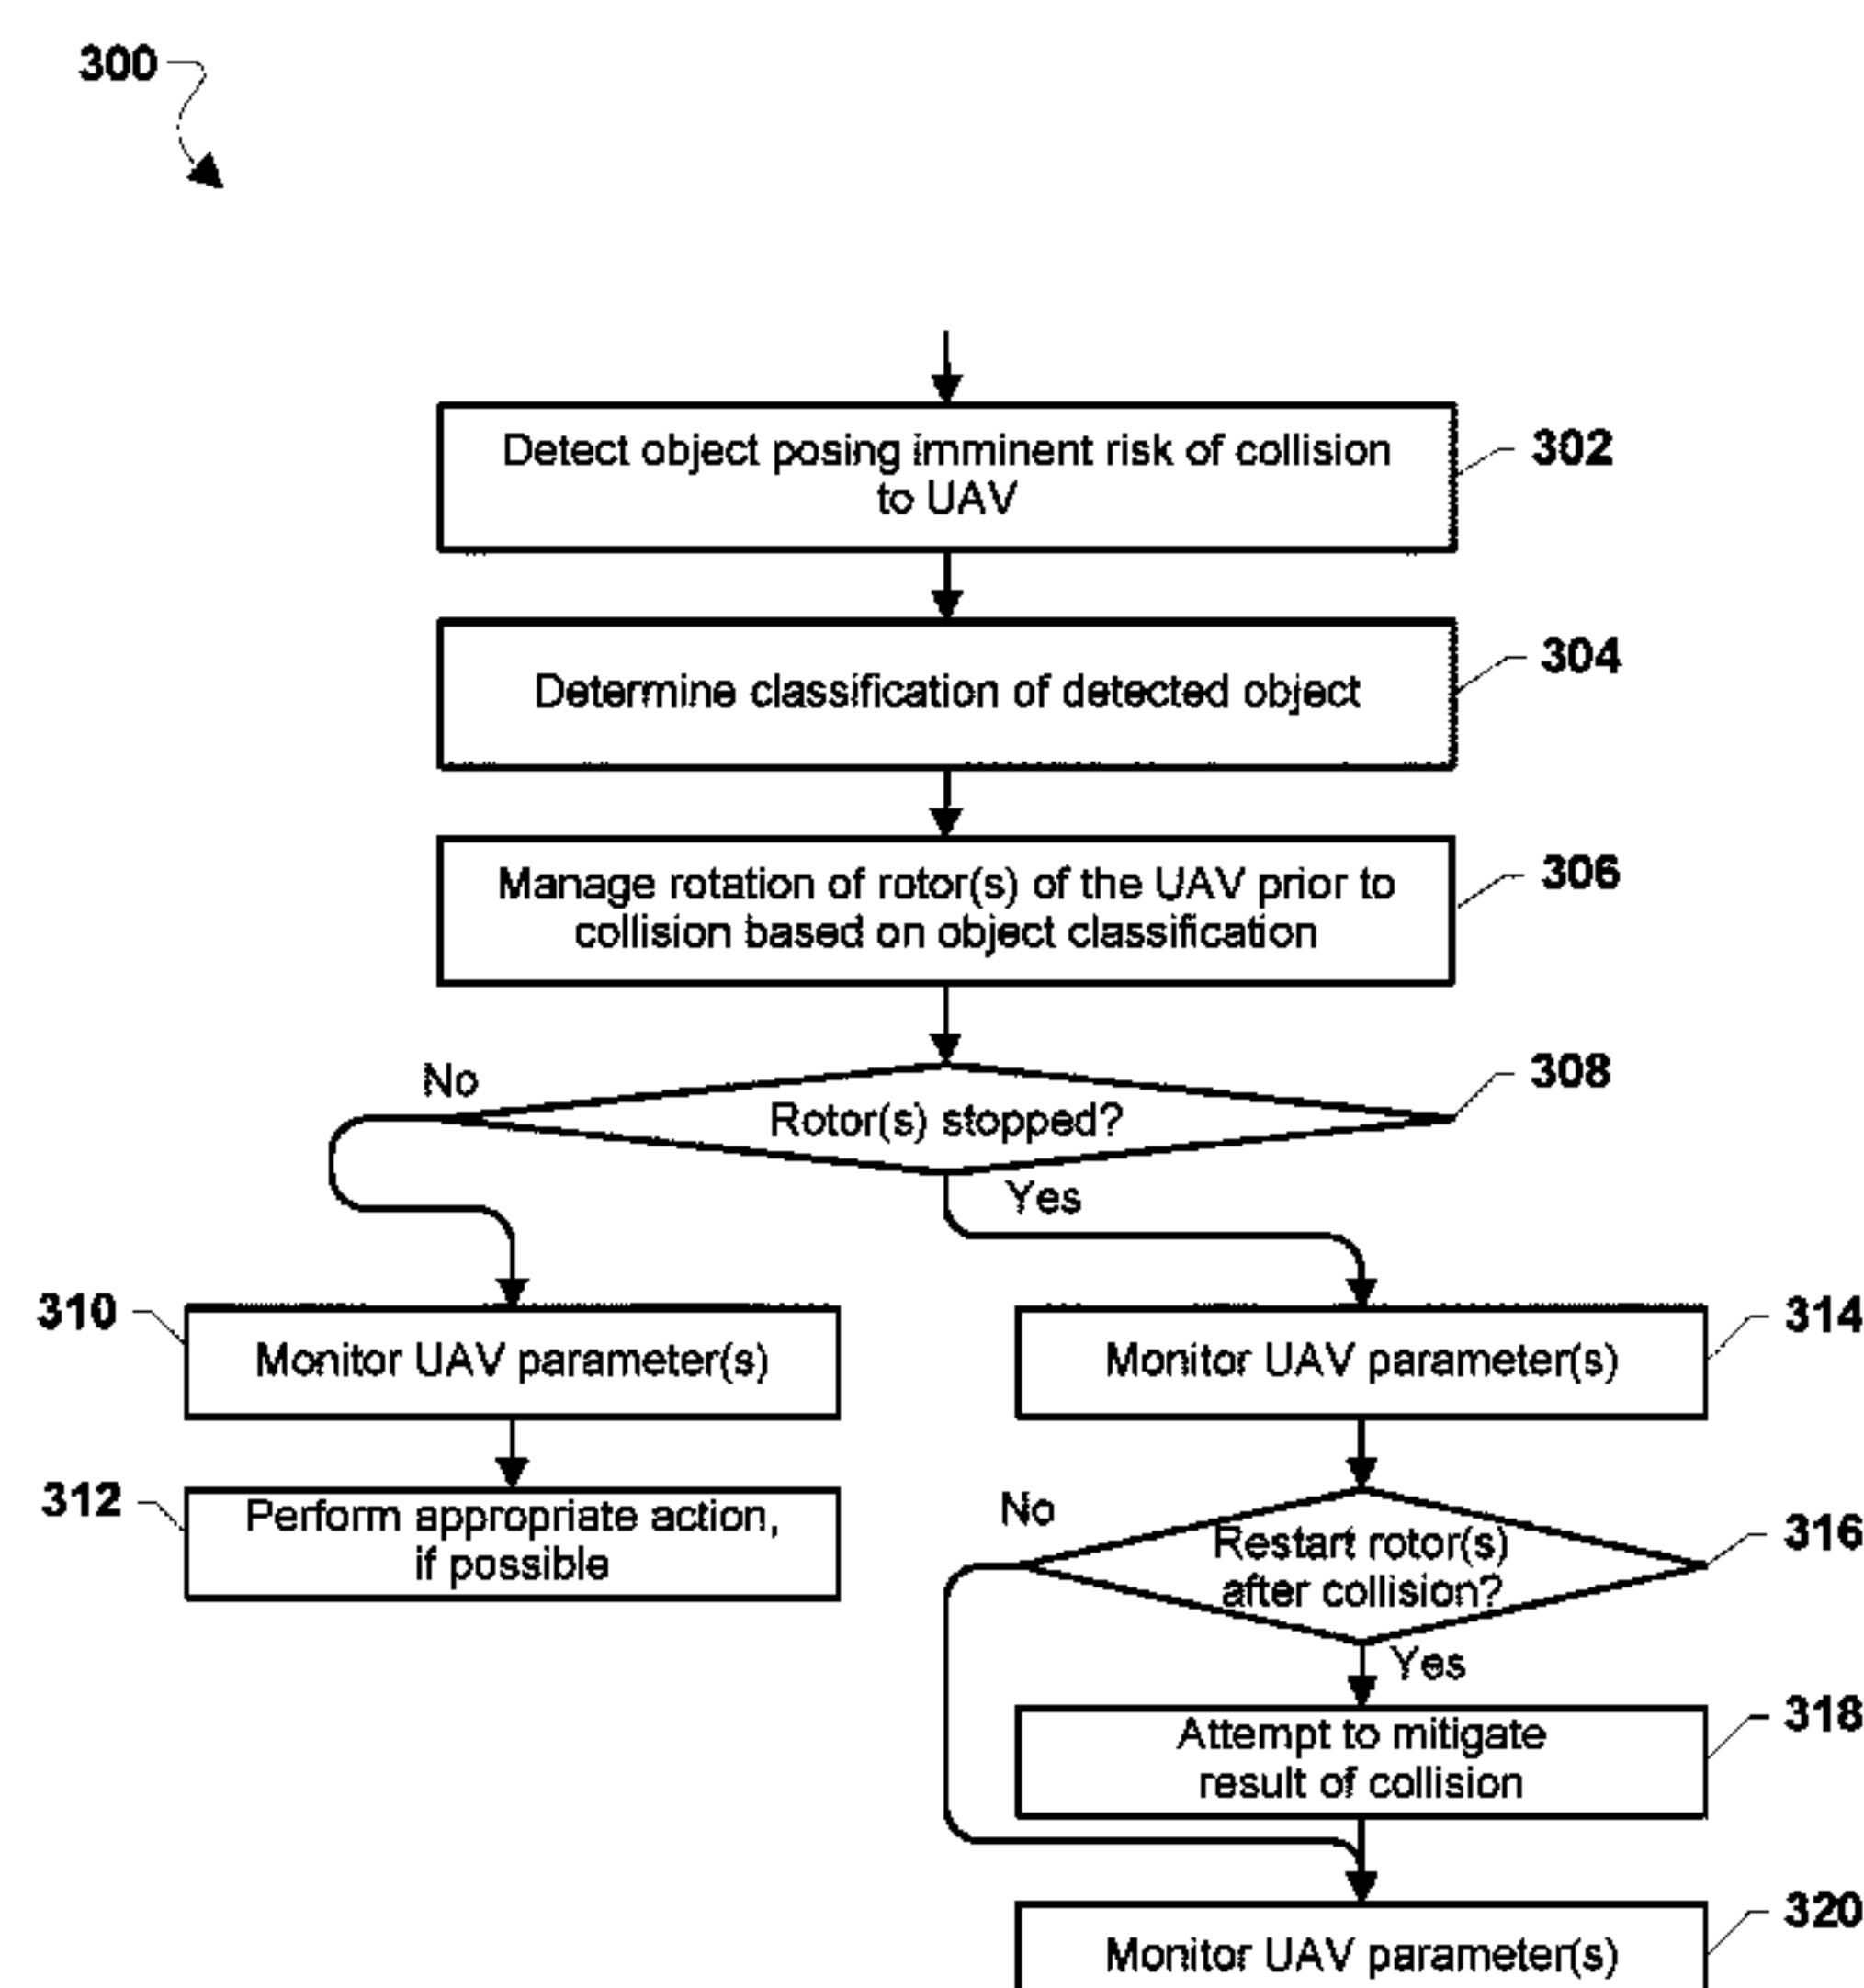 300
Detect object posing imminent risk of collision
to UAV
302
Determine classification of detected object
304
Manage rotation of rotor(s) of the UAV prior to
collision based on object classification
306
Rotor(s) stopped?
308
No
Yes
310
Monitor UAV parameter(s)
312
Perform appropriate action,
if possible
Monitor UAV parameter(s)
314
Restart rotor(s)
after collision?
316
No
Yes
Attempt to mitigate
result of collision
318
Monitor UAV parameter(s)
320